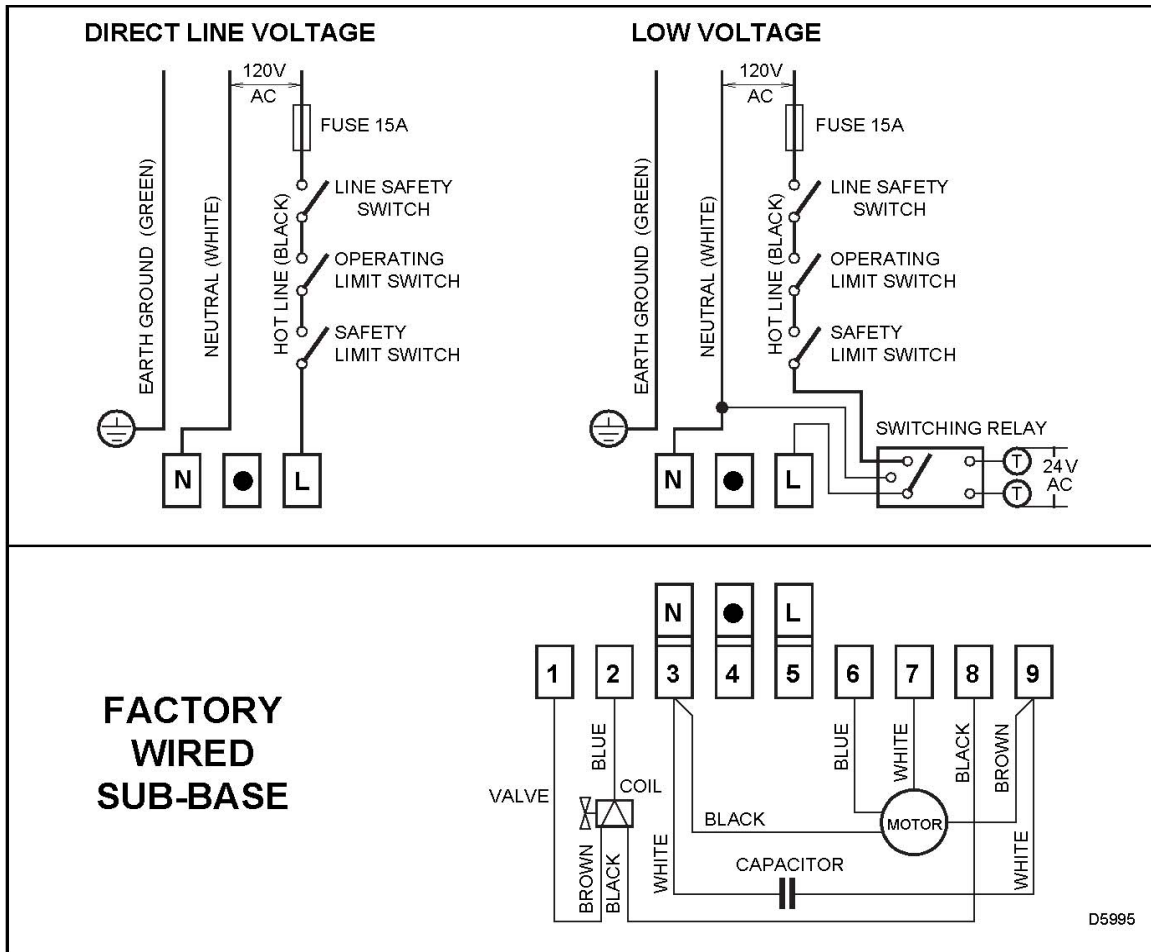 DIRECT LINE VOLTAGE
120V
AC
FUSE 15A
EARTH GROUND (GREEN)
NEUTRAL (WHITE)
HOT LINE (BLACK)
LINE SAFETY
SWITCH
OPERATING
LIMIT SWITCH
SAFETY
LIMIT SWITCH
N
L
LOW VOLTAGE
120V
AC
FUSE 15A
EARTH GROUND (GREEN)
NEUTRAL (WHITE)
HOT LINE (BLACK)
LINE SAFETY
SWITCH
OPERATING
LIMIT SWITCH
SAFETY
LIMIT SWITCH
SWITCHING RELAY
T
T
24V
AC
N
L
FACTORY
WIRED
SUB-BASE
N
L
1
2
3
4
5
6
7
8
9
BLUE
BLUE
WHITE
BLACK
BROWN
VALVE
COIL
BLACK
MOTOR
BROWN
BLACK
WHITE
CAPACITOR
WHITE
D5995